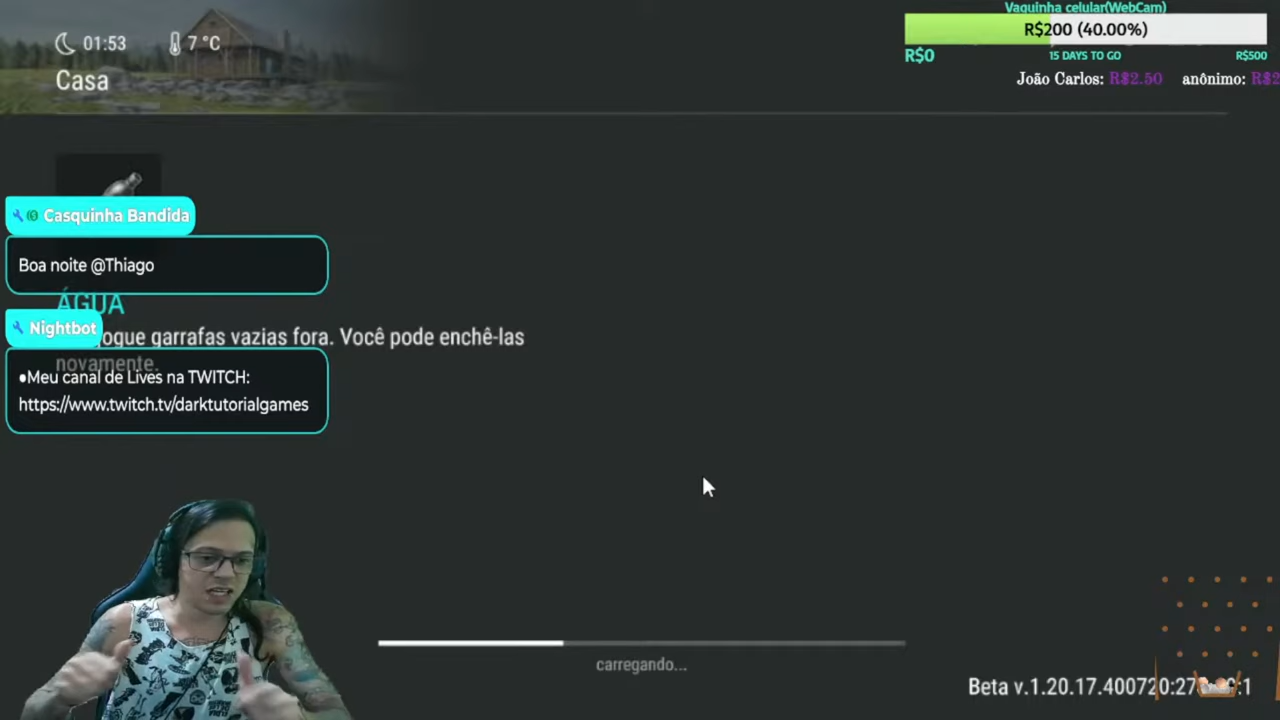 01:53
7 °C
Casa
Vaquinha celular(WebCam)
R$200 (40.00%)
R$0
15 DAYS TO GO
R$500
João Carlos: R$2.50 anônimo: R$2
Casquinha Bandida
Boa noite @Thiago
ÁGUA
Nightbot
ogue garrafas vazias fora. Você pode enchê-las
novamente.
•Meu canal de Lives na TWITCH:
https://www.twitch.tv/darktutorialgames
carregando...
Beta v.1.20.17.400720:27